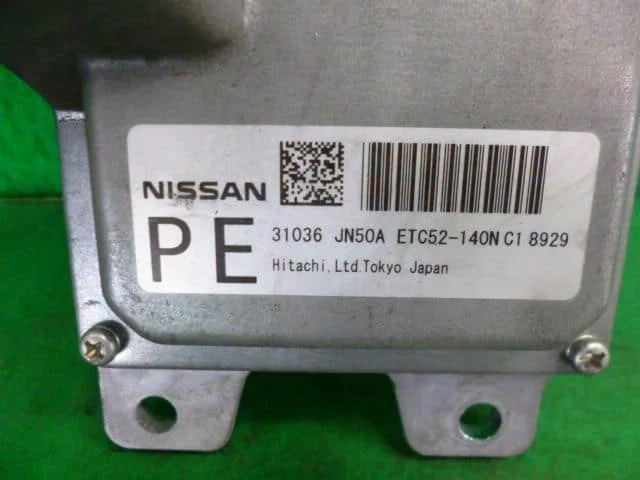 NISSAN
PE
31036 JN50A ETC52-140N C1 8929
Hitachi,Ltd.Tokyo Japan